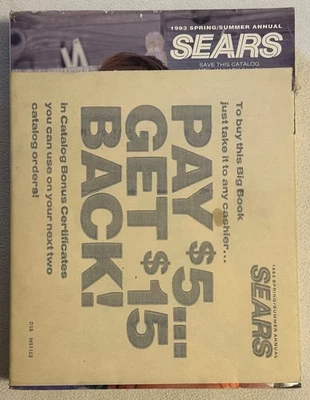 1993 SPRING/SUMMER ANNUAL
SEARS
SAVE THIS CATALOG
To buy this Big Book
just take it to any cashier...
PAY $5...
GET $15
BACK!
in Catalog Bonus Certificates
you can use on your next two
catalog orders!
1993 SPRING/SUMMER ANNUAL
SEARS